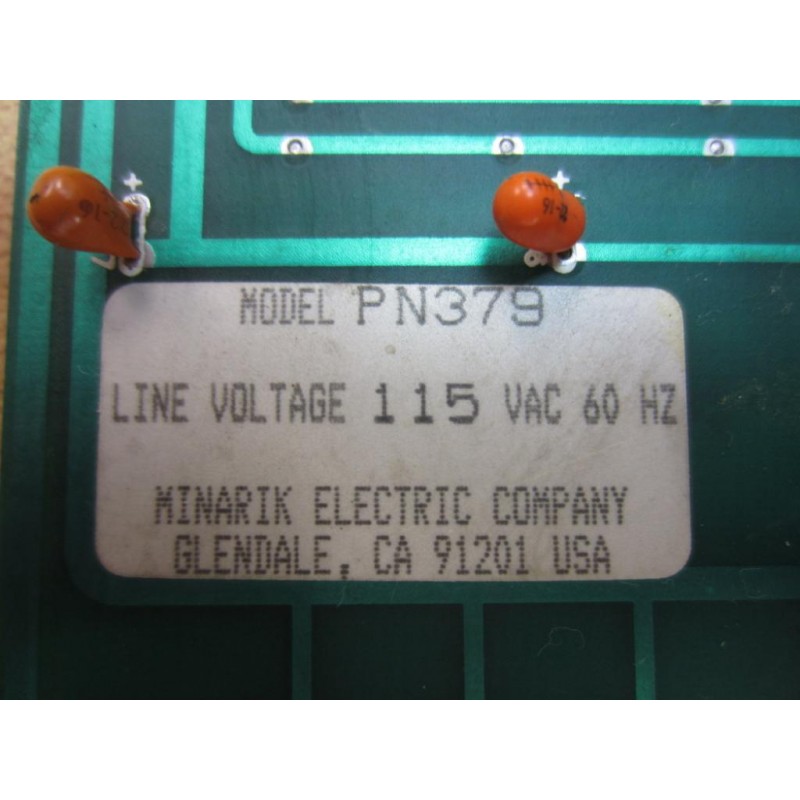 MODEL PN379
LINE VOLTAGE 115 VAC 60 HZ
MINARIK ELECTRIC COMPANY
GLENDALE, CA 91201 USA